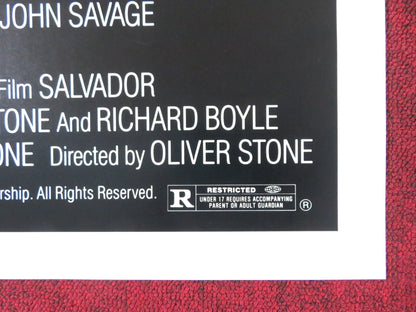 JOHN SAVAGE
Film SALVADOR
TONE And RICHARD BOYLE
ONE Directed by OLIVER STONE
rship. All Rights Reserved.
R RESTRICTED
UNDER 17 REQUIRES ACCOMPANYING
PARENT OR ADULT GUARDIAN
®